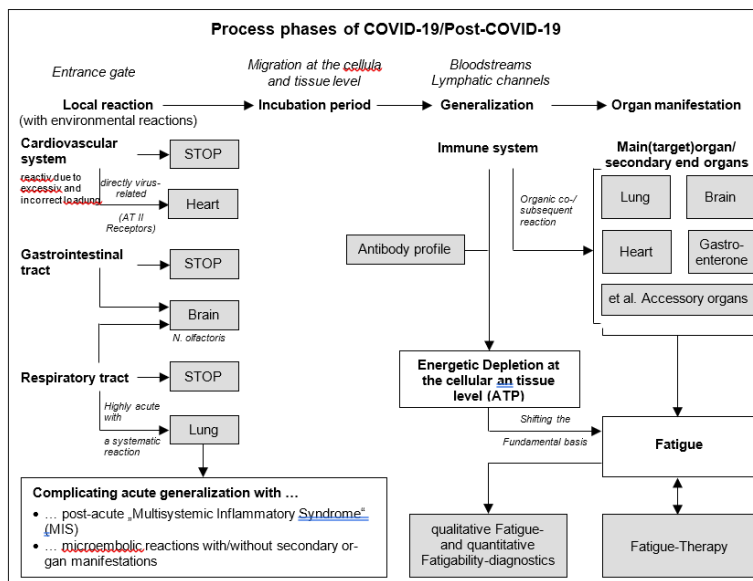 Process phases of COVID-19/Post-COVID-19
Entrance gate
Migration at the cellula
and tissue level
Bloodstreams
Lymphatic channels
Local reaction
(with environmental reactions)
Incubation period
Generalization
Organ manifestation
Cardiovascular
system
STOP
reactiv due to
excessiv and
incorrect loadung
directly virus-
related
(AT II
Receptors)
Heart
Gastrointestinal
tract
STOP
Brain
N. olfactoris
Respiratory tract
STOP
Highly acute
with
a systematic
reaction
Lung
Complicating acute generalization with …
• … post-acute „Multisystemic Inflammatory Syndrome“
(MIS)
• … microembolic reactions with/without secondary or-
gan manifestations
Immune system
Organic co-/
subsequent
reaction
Antibody profile
Energetic Depletion at
the cellular an tissue
level (ATP)
Shifting the
Fundamental basis
qualitative Fatigue-
and quantitative
Fatigability-diagnostics
Main(target)organ/
secondary end organs
Lung
Brain
Heart
Gastro-
enterone
et al. Accessory organs
Fatigue
Fatigue-Therapy